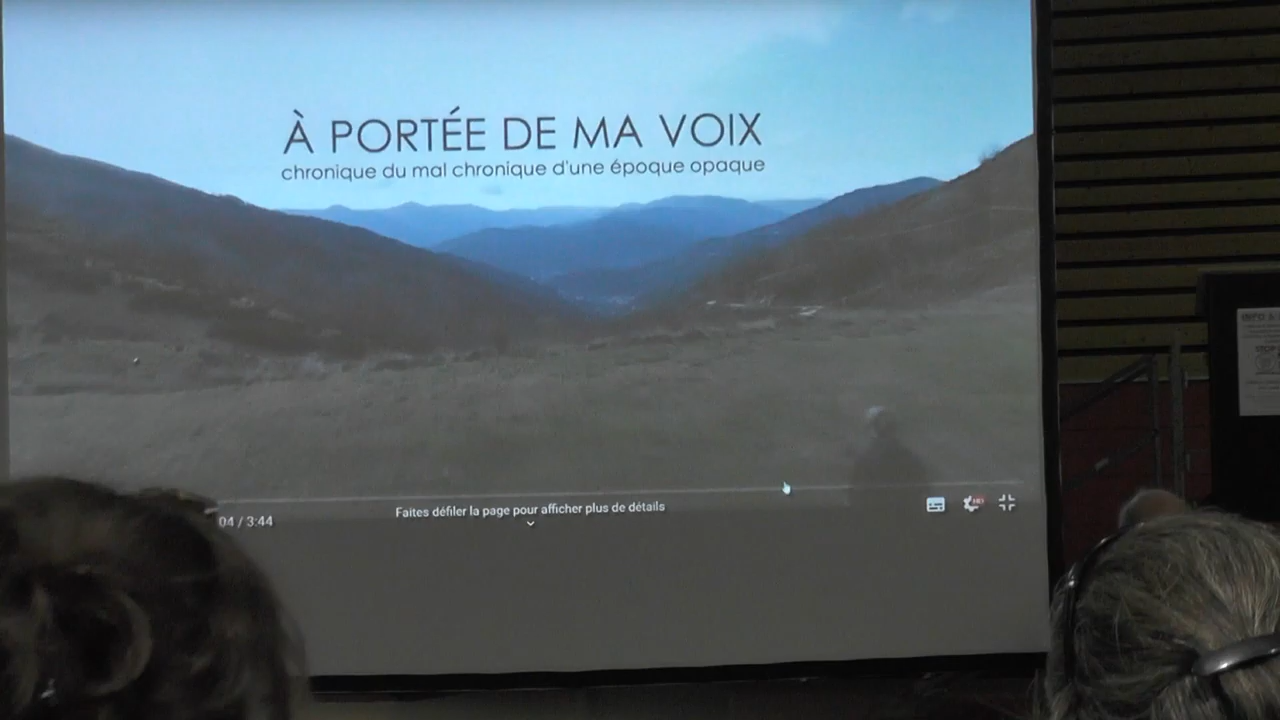 À PORTÉE DE MA VOIX
chronique du mal chronique d'une époque opaque
04 / 3:44
Faites défiler la page pour afficher plus de détails
HD